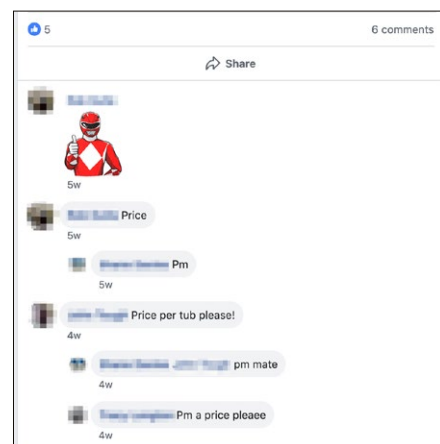 5 6 comments
Share
5w
Price
5w
Pm
5w
Price per tub please!
4w
pm mate
4w
Pm a price pleaee
4w